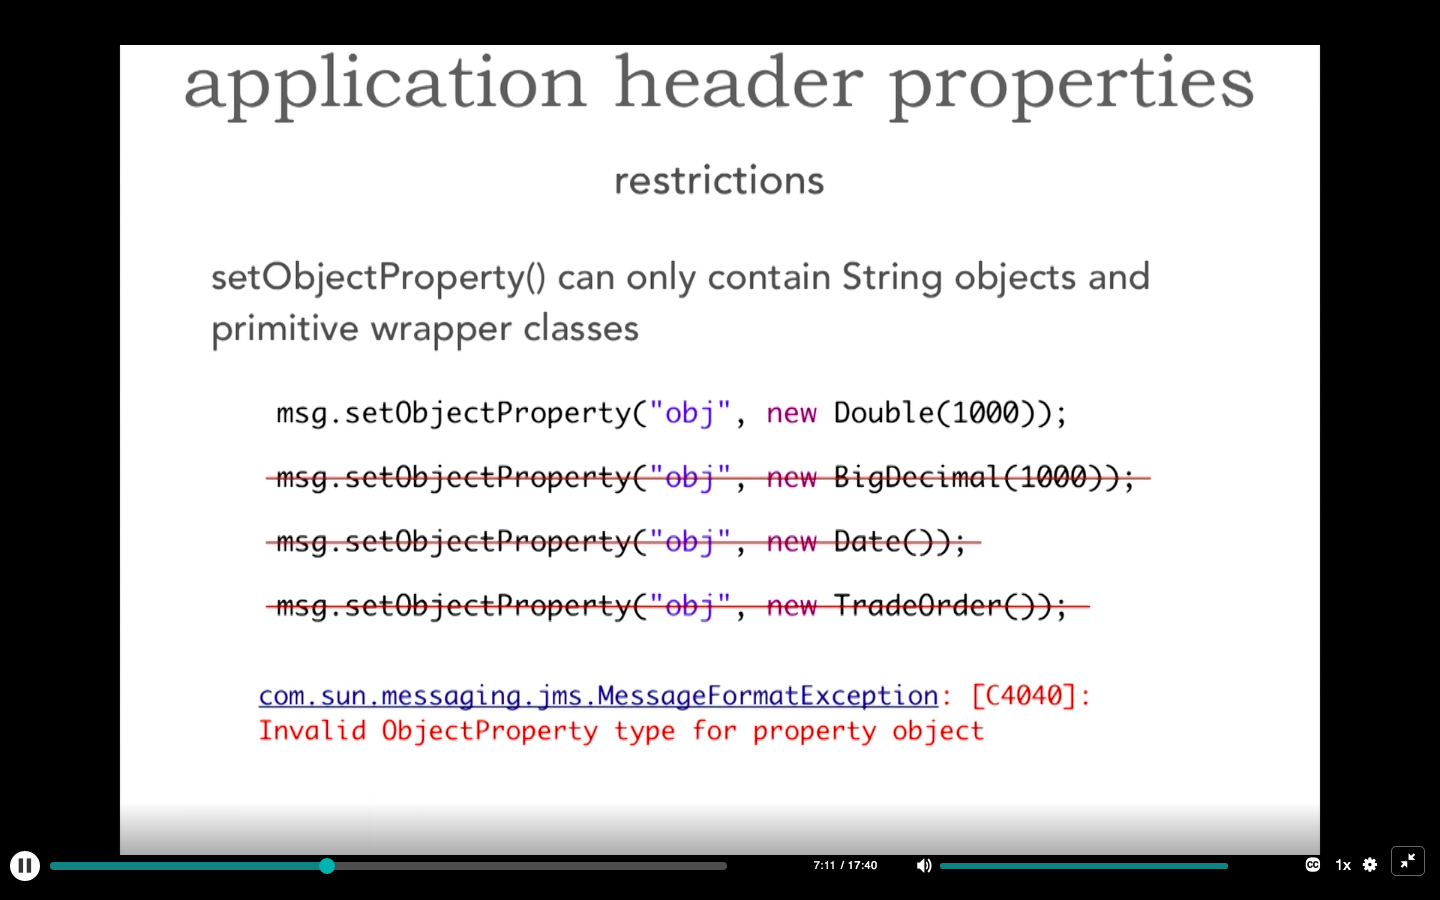 application header properties
restrictions
setObjectProperty() can only contain String objects and
primitive wrapper classes
msg.setObjectProperty("obj", new Double(1000));
msg.setObjectProperty("obj", new BigDecimal(1000));
msg.setObjectProperty("obj", new Date());
msg.setObjectProperty("obj", new TradeOrder());
com.sun.messaging.jms.MessageFormatException: [C4040]:
Invalid ObjectProperty type for property object
7:11 / 17:40 CC 1x